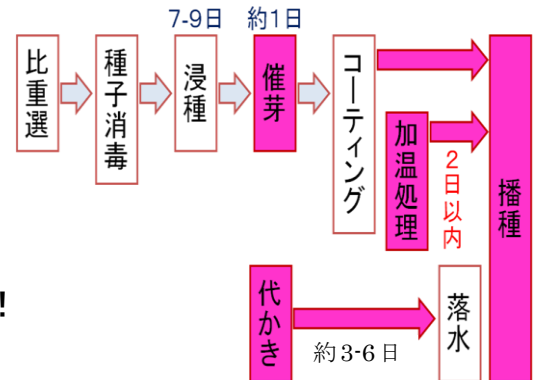 7-9日
約1日
比重選
種子消毒
浸種
催芽
コーティング
加温処理
2日以内
播種
!
代かき
約3-6日
落水